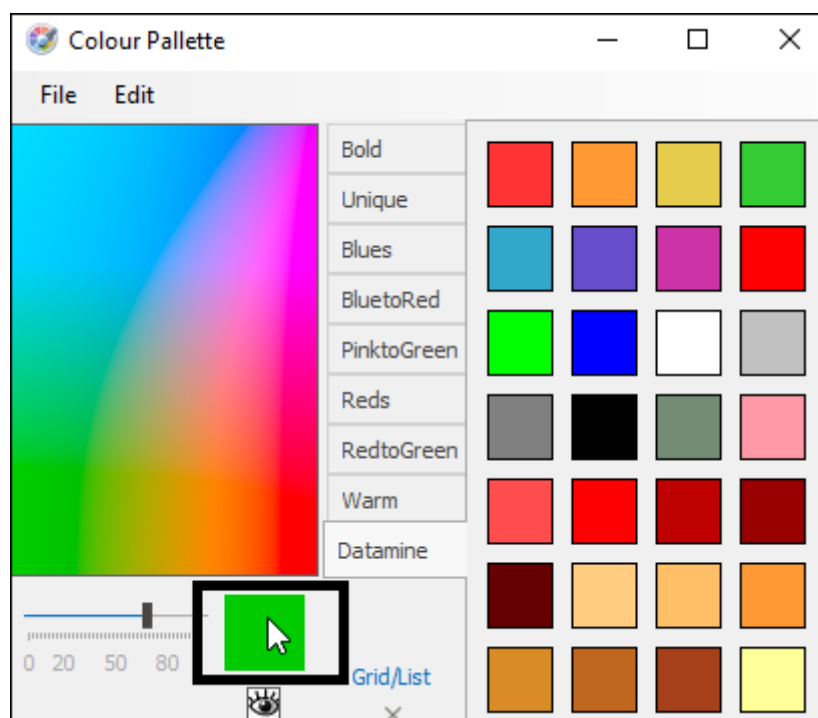 Colour Pallette
File Edit
Bold
Unique
Blues
BluetoRed
PinktoGreen
Reds
RedtoGreen
Warm
Datamine
0 20 50 80
Grid/List